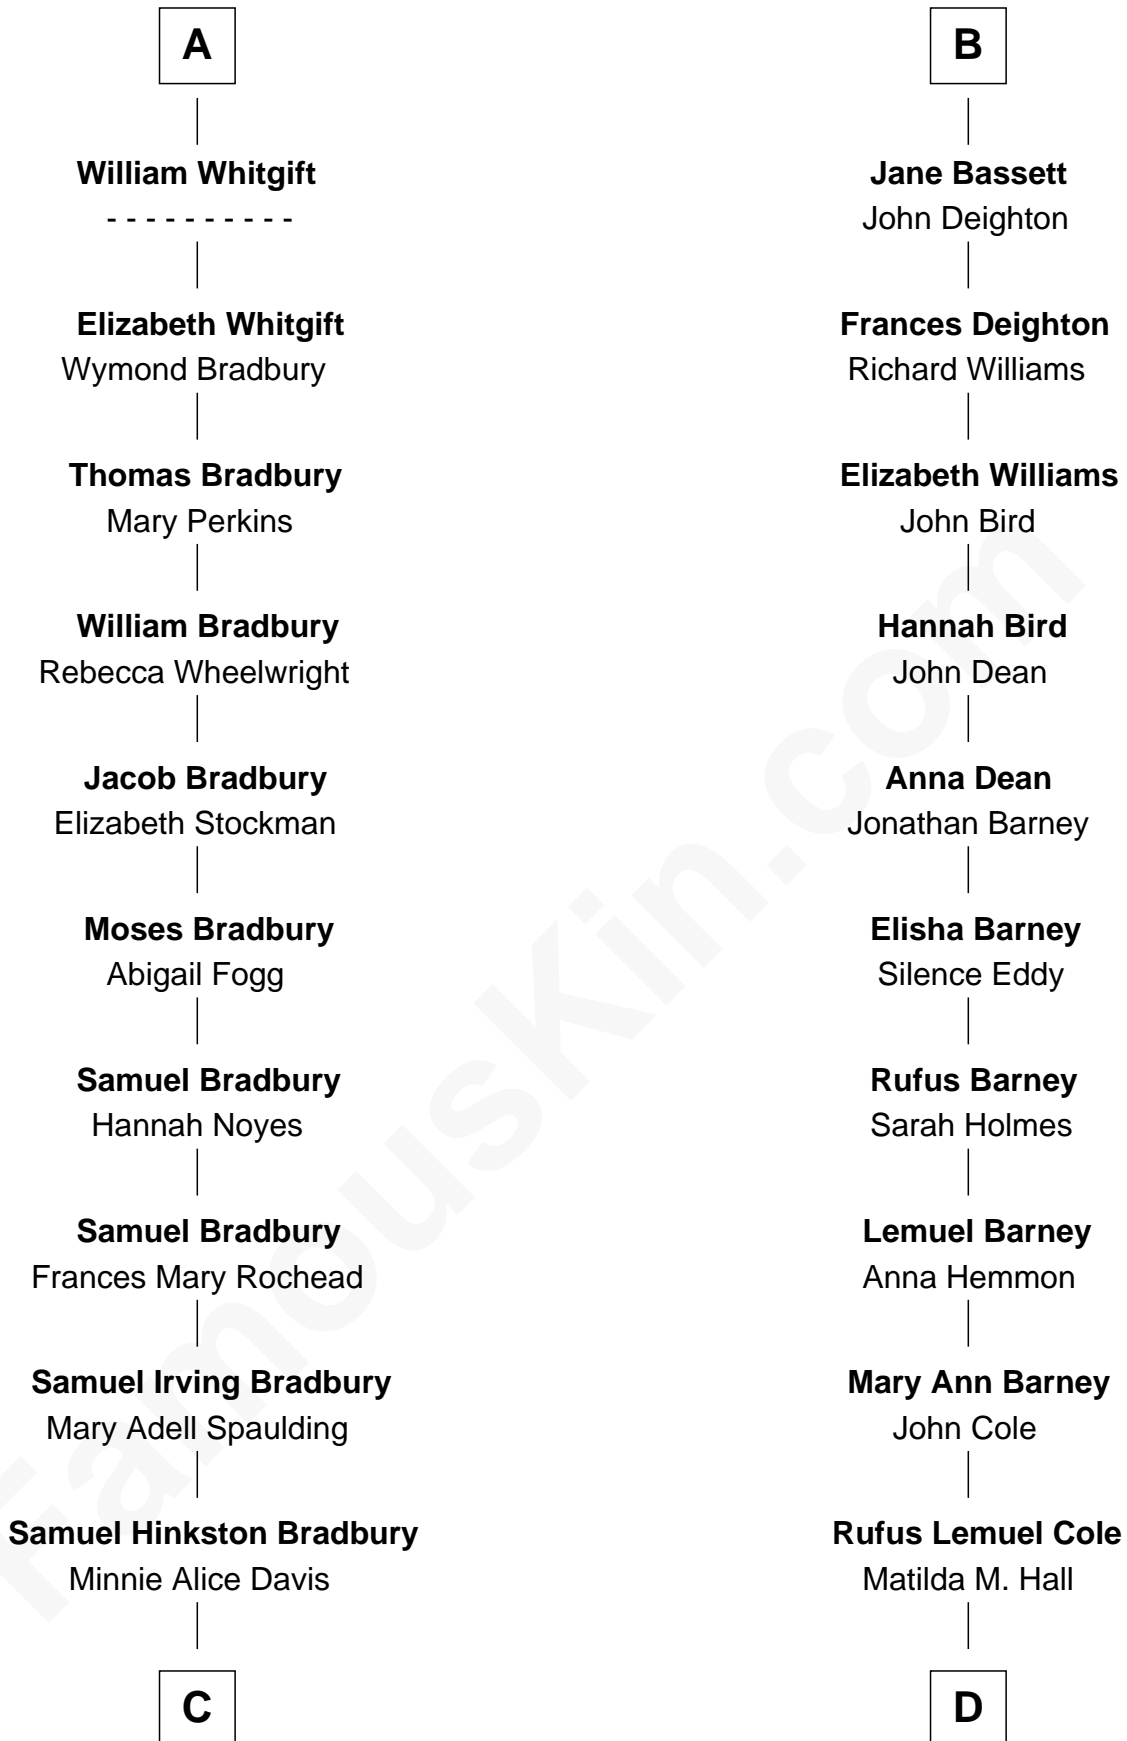 A
William Whitgift
- - - - - - - - - -
Elizabeth Whitgift
Wymond Bradbury
Thomas Bradbury
Mary Perkins
William Bradbury
Rebecca Wheelwright
Jacob Bradbury
Elizabeth Stockman
Moses Bradbury
Abigail Fogg
Samuel Bradbury
Hannah Noyes
Samuel Bradbury
Frances Mary Rochead
Samuel Irving Bradbury
Mary Adell Spaulding
Samuel Hinkston Bradbury
Minnie Alice Davis
C
B
Jane Bassett
John Deighton
Frances Deighton
Richard Williams
Elizabeth Williams
John Bird
Hannah Bird
John Dean
Anna Dean
Jonathan Barney
Elisha Barney
Silence Eddy
Rufus Barney
Sarah Holmes
Lemuel Barney
Anna Hemmon
Mary Ann Barney
John Cole
Rufus Lemuel Cole
Matilda M. Hall
D
FamousKin.com